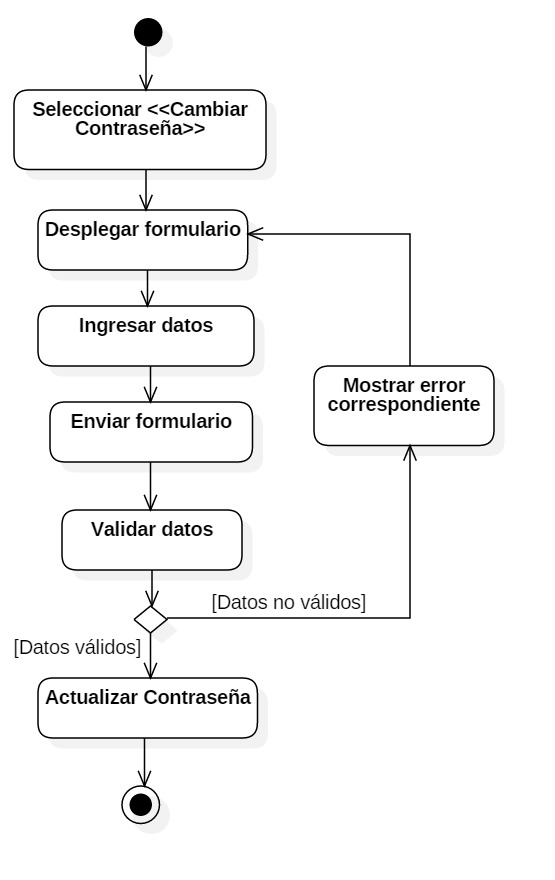 Seleccionar <<Cambiar
Contraseña>>
Desplegar formulario
Ingresar datos
Mostrar error
correspondiente
Enviar formulario
Validar datos
[Datos no válidos]
[Datos válidos]
Actualizar Contraseña